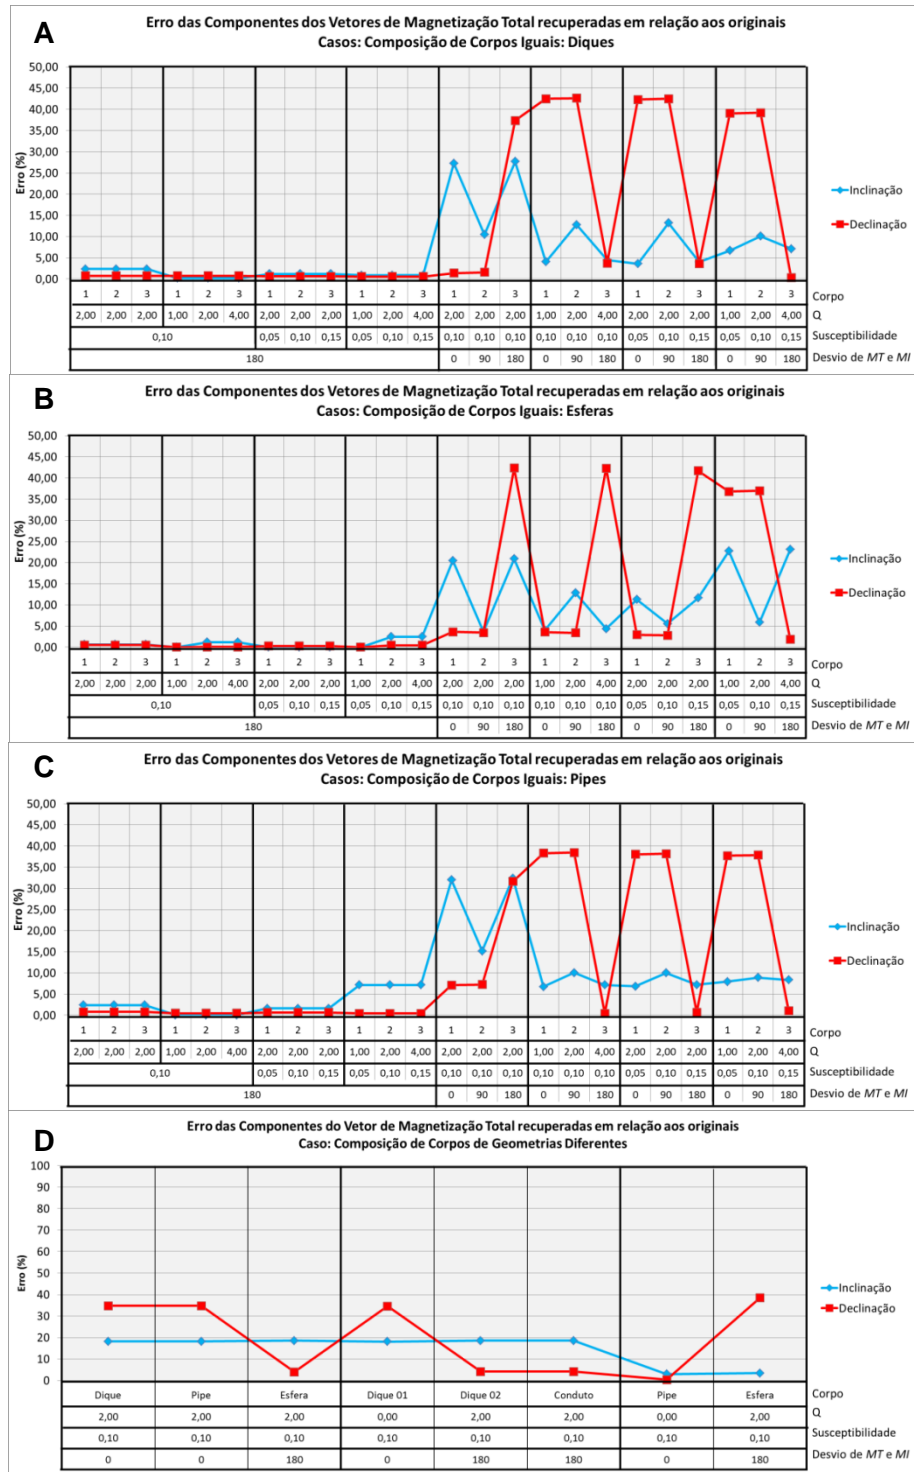 A
Erro das Componentes dos Vetores de Magnetização Total recuperadas em relação aos originais
Casos: Composição de Corpos Iguais: Diques
50,00
45,00
40,00
35,00
30,00
25,00
20,00
15,00
10,00
5,00
0,00
Erro (%)
Inclinação
Declinação
1 2 3 1 2 3 1 2 3 1 2 3 1 2 3 1 2 3 1 2 3 1 2 3 Corpo
2,00 2,00 2,00 1,00 2,00 4,00 2,00 2,00 2,00 1,00 2,00 4,00 2,00 2,00 2,00 1,00 2,00 4,00 2,00 2,00 2,00 1,00 2,00 4,00 Q
0,10 0,05 0,10 0,15 0,05 0,10 0,15 0,10 0,10 0,10 0,10 0,10 0,10 0,05 0,10 0,15 0,05 0,10 0,15 Susceptibilidade
180 0 90 180 0 90 180 0 90 180 0 90 180 Desvio de MT e MI
B
Erro das Componentes dos Vetores de Magnetização Total recuperadas em relação aos originais
Casos: Composição de Corpos Iguais: Esferas
50,00
45,00
40,00
35,00
30,00
25,00
20,00
15,00
10,00
5,00
0,00
Erro (%)
Inclinação
Declinação
1 2 3 1 2 3 1 2 3 1 2 3 1 2 3 1 2 3 1 2 3 1 2 3 Corpo
2,00 2,00 2,00 1,00 2,00 4,00 2,00 2,00 2,00 1,00 2,00 4,00 2,00 2,00 2,00 1,00 2,00 4,00 2,00 2,00 2,00 1,00 2,00 4,00 Q
0,10 0,05 0,10 0,15 0,05 0,10 0,15 0,10 0,10 0,10 0,10 0,10 0,10 0,05 0,10 0,15 0,05 0,10 0,15 Susceptibilidade
180 0 90 180 0 90 180 0 90 180 0 90 180 Desvio de MT e MI
C
Erro das Componentes dos Vetores de Magnetização Total recuperadas em relação aos originais
Casos: Composição de Corpos Iguais: Pipes
50,00
45,00
40,00
35,00
30,00
25,00
20,00
15,00
10,00
5,00
0,00
Erro (%)
Inclinação
Declinação
1 2 3 1 2 3 1 2 3 1 2 3 1 2 3 1 2 3 1 2 3 1 2 3 Corpo
2,00 2,00 2,00 1,00 2,00 4,00 2,00 2,00 2,00 1,00 2,00 4,00 2,00 2,00 2,00 1,00 2,00 4,00 2,00 2,00 2,00 1,00 2,00 4,00 Q
0,10 0,05 0,10 0,15 0,05 0,10 0,15 0,10 0,10 0,10 0,10 0,10 0,10 0,05 0,10 0,15 0,05 0,10 0,15 Susceptibilidade
180 0 90 180 0 90 180 0 90 180 0 90 180 Desvio de MT e MI
D
Erro das Componentes do Vetor de Magnetização Total recuperadas em relação aos originais
Caso: Composição de Corpos de Geometrias Diferentes
100
90
80
70
60
50
40
30
20
10
0
Erro (%)
Inclinação
Declinação
Dique Pipe Esfera Dique 01 Dique 02 Conduto Pipe Esfera Corpo
2,00 2,00 2,00 0,00 2,00 2,00 0,00 2,00 Q
0,10 0,10 0,10 0,10 0,10 0,10 0,10 0,10 Susceptibilidade
0 0 180 0 180 180 0 180 Desvio de MT e MI